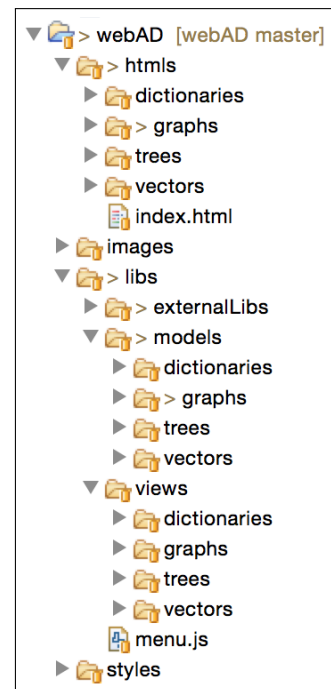 > webAD [webAD master]
> htmls
dictionaries
> graphs
trees
vectors
index.html
images
> libs
> externalLibs
> models
dictionaries
> graphs
trees
vectors
views
dictionaries
graphs
trees
vectors
menu.js
styles